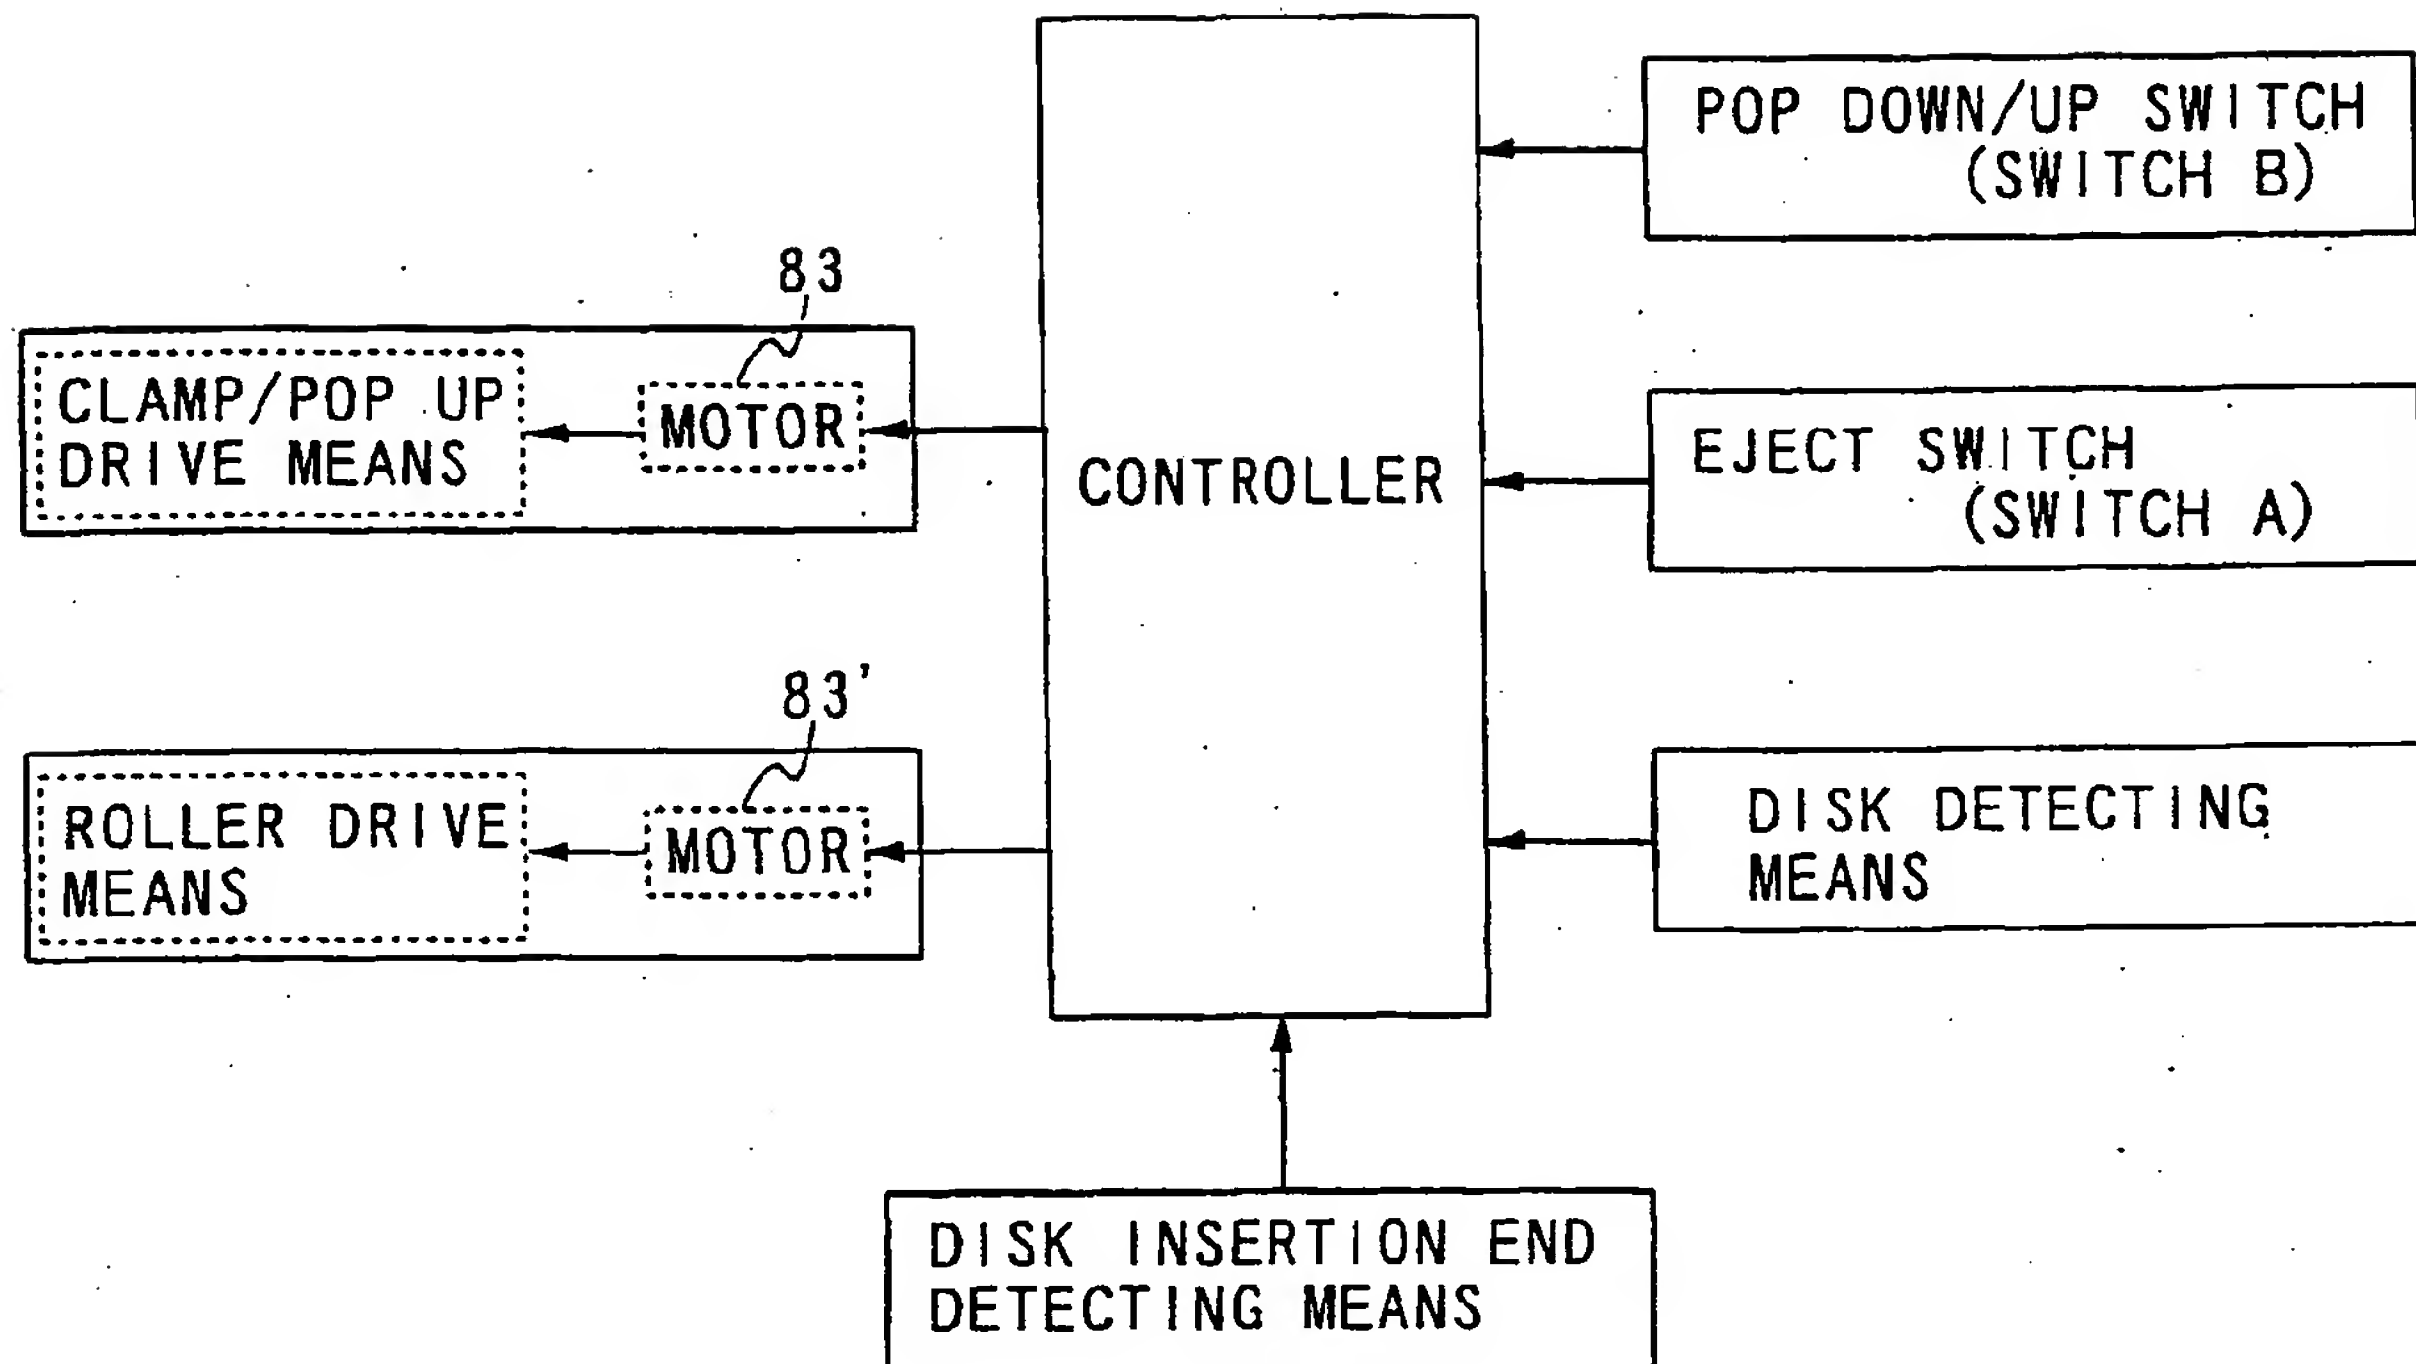 POP DOWN/UP SWITCH
(SWITCH B)
83
CLAMP/POP UP
DRIVE MEANS
MOTOR
CONTROLLER
EJECT SWITCH
(SWITCH A)
83'
ROLLER DRIVE
MEANS
MOTOR
DISK DETECTING
MEANS
DISK INSERTION END
DETECTING MEANS